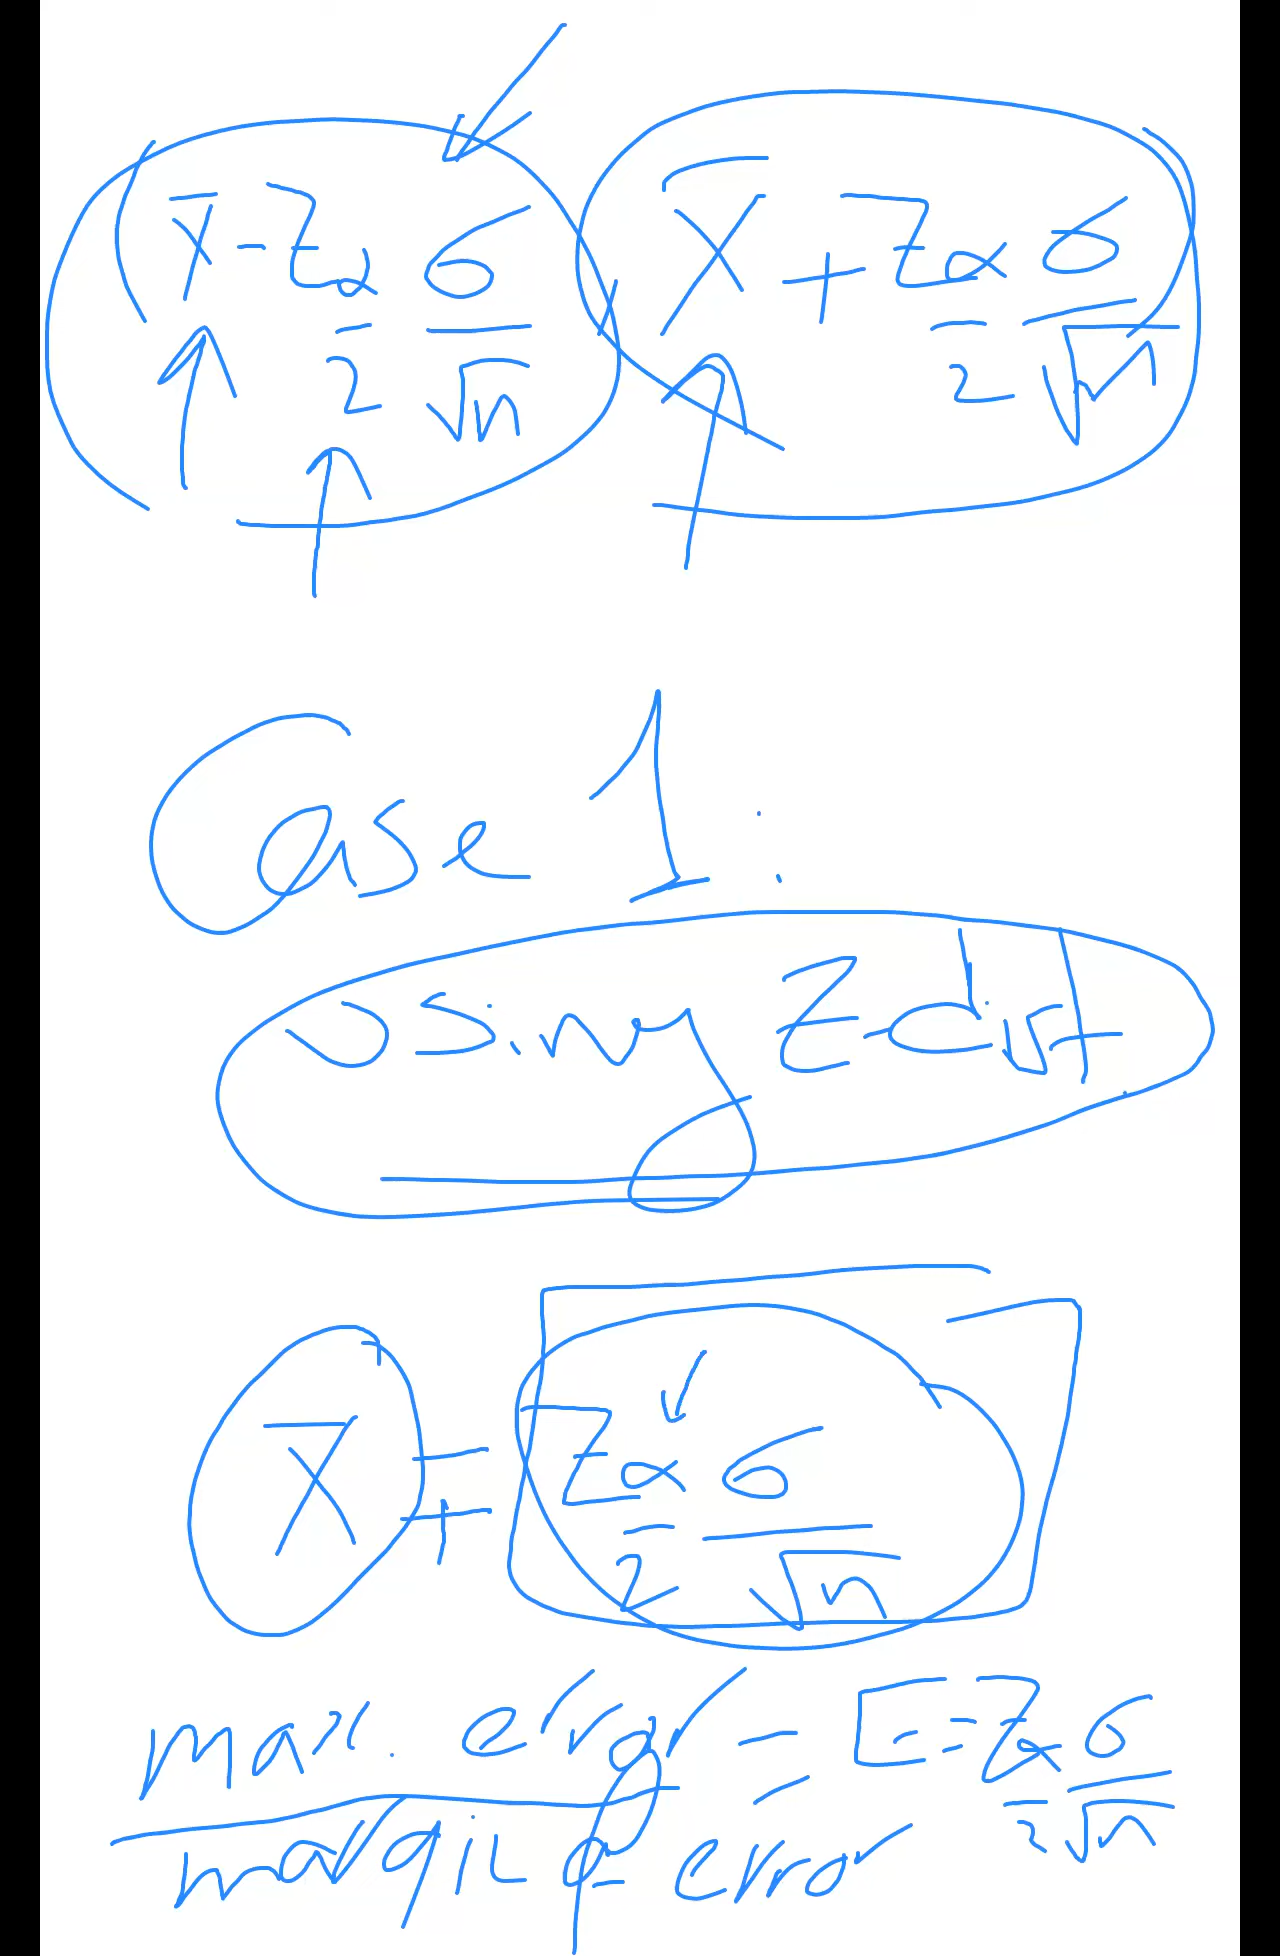 ( x̄ - Z α/2 σ/√n , x̄ + Z α/2 σ/√n )
Case 1 :
Using Z-dist
x̄ ∓ Z α/2 σ/√n
max. error = E = Z α/2 σ/√n
margin of error